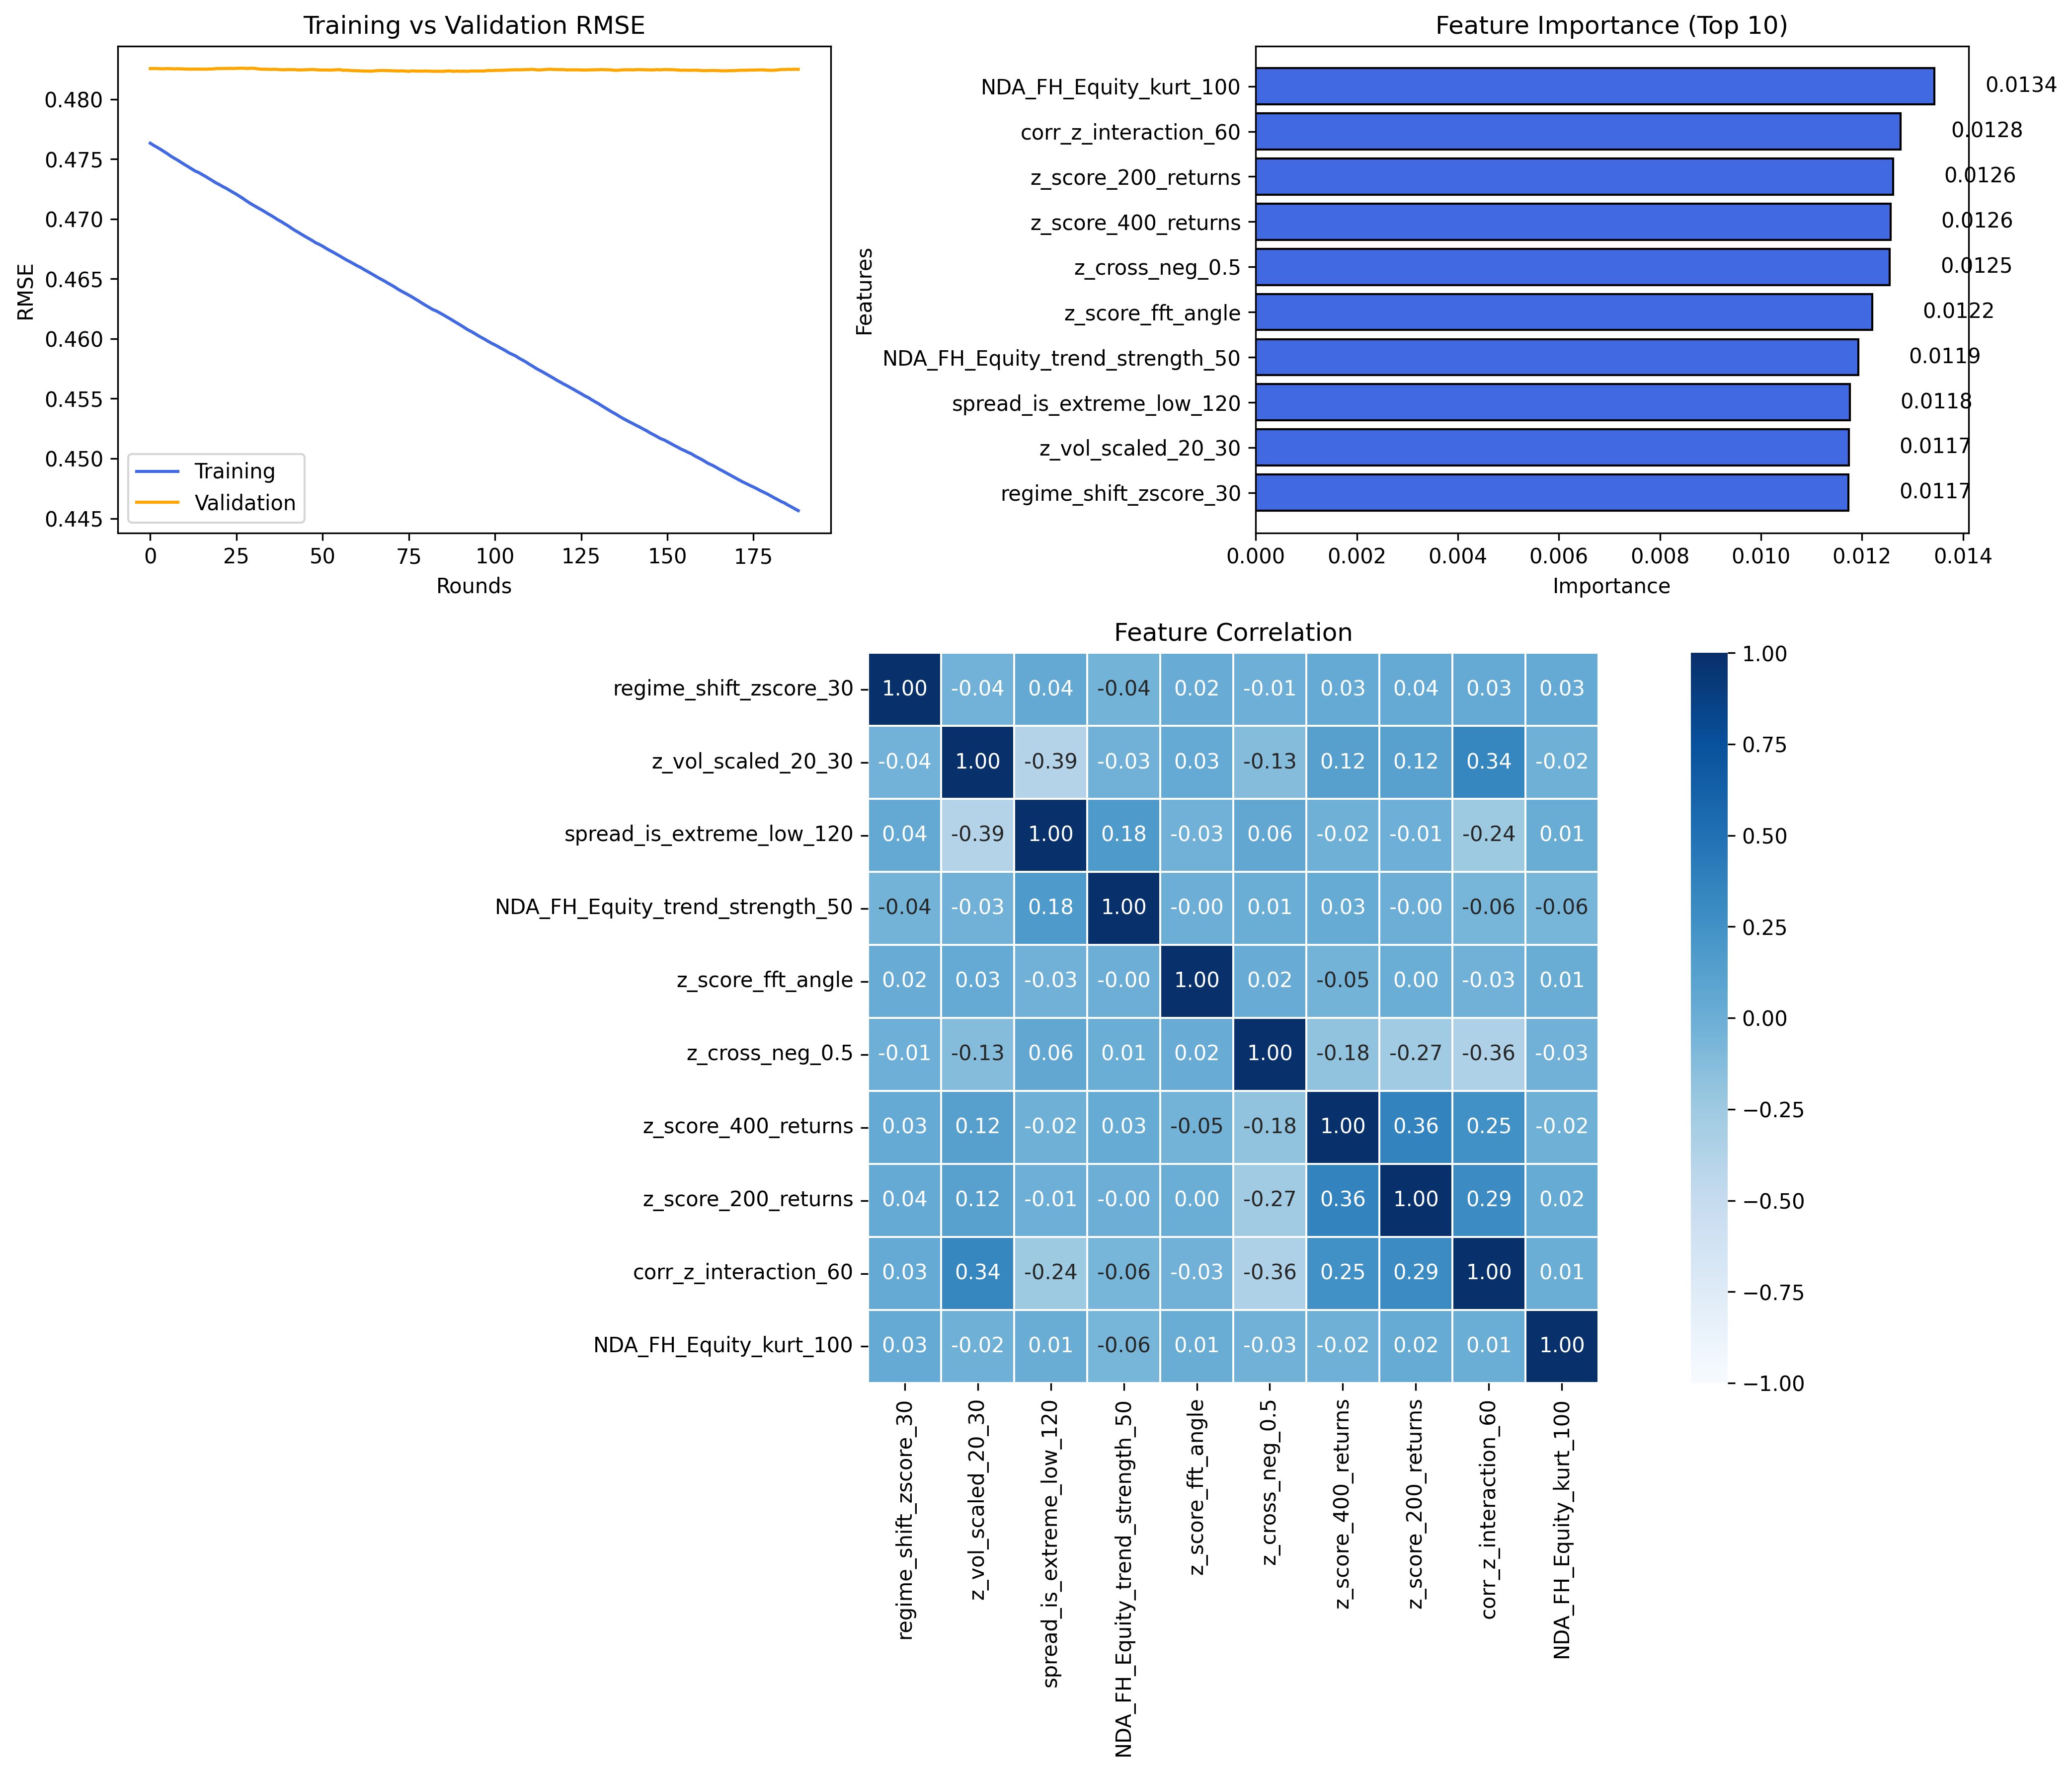 Training vs Validation RMSE
RMSE
0.480
0.475
0.470
0.465
0.460
0.455
0.450
0.445
Training
Validation
0 25 50 75 100 125 150 175
Rounds
Feature Importance (Top 10)
Features
NDA_FH_Equity_kurt_100 0.0134
corr_z_interaction_60 0.0128
z_score_200_returns 0.0126
z_score_400_returns 0.0126
z_cross_neg_0.5 0.0125
z_score_fft_angle 0.0122
NDA_FH_Equity_trend_strength_50 0.0119
spread_is_extreme_low_120 0.0118
z_vol_scaled_20_30 0.0117
regime_shift_zscore_30 0.0117
0.000 0.002 0.004 0.006 0.008 0.010 0.012 0.014
Importance
Feature Correlation
regime_shift_zscore_30 1.00 -0.04 0.04 -0.04 0.02 -0.01 0.03 0.04 0.03 0.03
z_vol_scaled_20_30 -0.04 1.00 -0.39 -0.03 0.03 -0.13 0.12 0.12 0.34 -0.02
spread_is_extreme_low_120 0.04 -0.39 1.00 0.18 -0.03 0.06 -0.02 -0.01 -0.24 0.01
NDA_FH_Equity_trend_strength_50 -0.04 -0.03 0.18 1.00 -0.00 0.01 0.03 -0.00 -0.06 -0.06
z_score_fft_angle 0.02 0.03 -0.03 -0.00 1.00 0.02 -0.05 0.00 -0.03 0.01
z_cross_neg_0.5 -0.01 -0.13 0.06 0.01 0.02 1.00 -0.18 -0.27 -0.36 -0.03
z_score_400_returns 0.03 0.12 -0.02 0.03 -0.05 -0.18 1.00 0.36 0.25 -0.02
z_score_200_returns 0.04 0.12 -0.01 -0.00 0.00 -0.27 0.36 1.00 0.29 0.02
corr_z_interaction_60 0.03 0.34 -0.24 -0.06 -0.03 -0.36 0.25 0.29 1.00 0.01
NDA_FH_Equity_kurt_100 0.03 -0.02 0.01 -0.06 0.01 -0.03 -0.02 0.02 0.01 1.00
regime_shift_zscore_30
z_vol_scaled_20_30
spread_is_extreme_low_120
NDA_FH_Equity_trend_strength_50
z_score_fft_angle
z_cross_neg_0.5
z_score_400_returns
z_score_200_returns
corr_z_interaction_60
NDA_FH_Equity_kurt_100
1.00
0.75
0.50
0.25
0.00
−0.25
−0.50
−0.75
−1.00